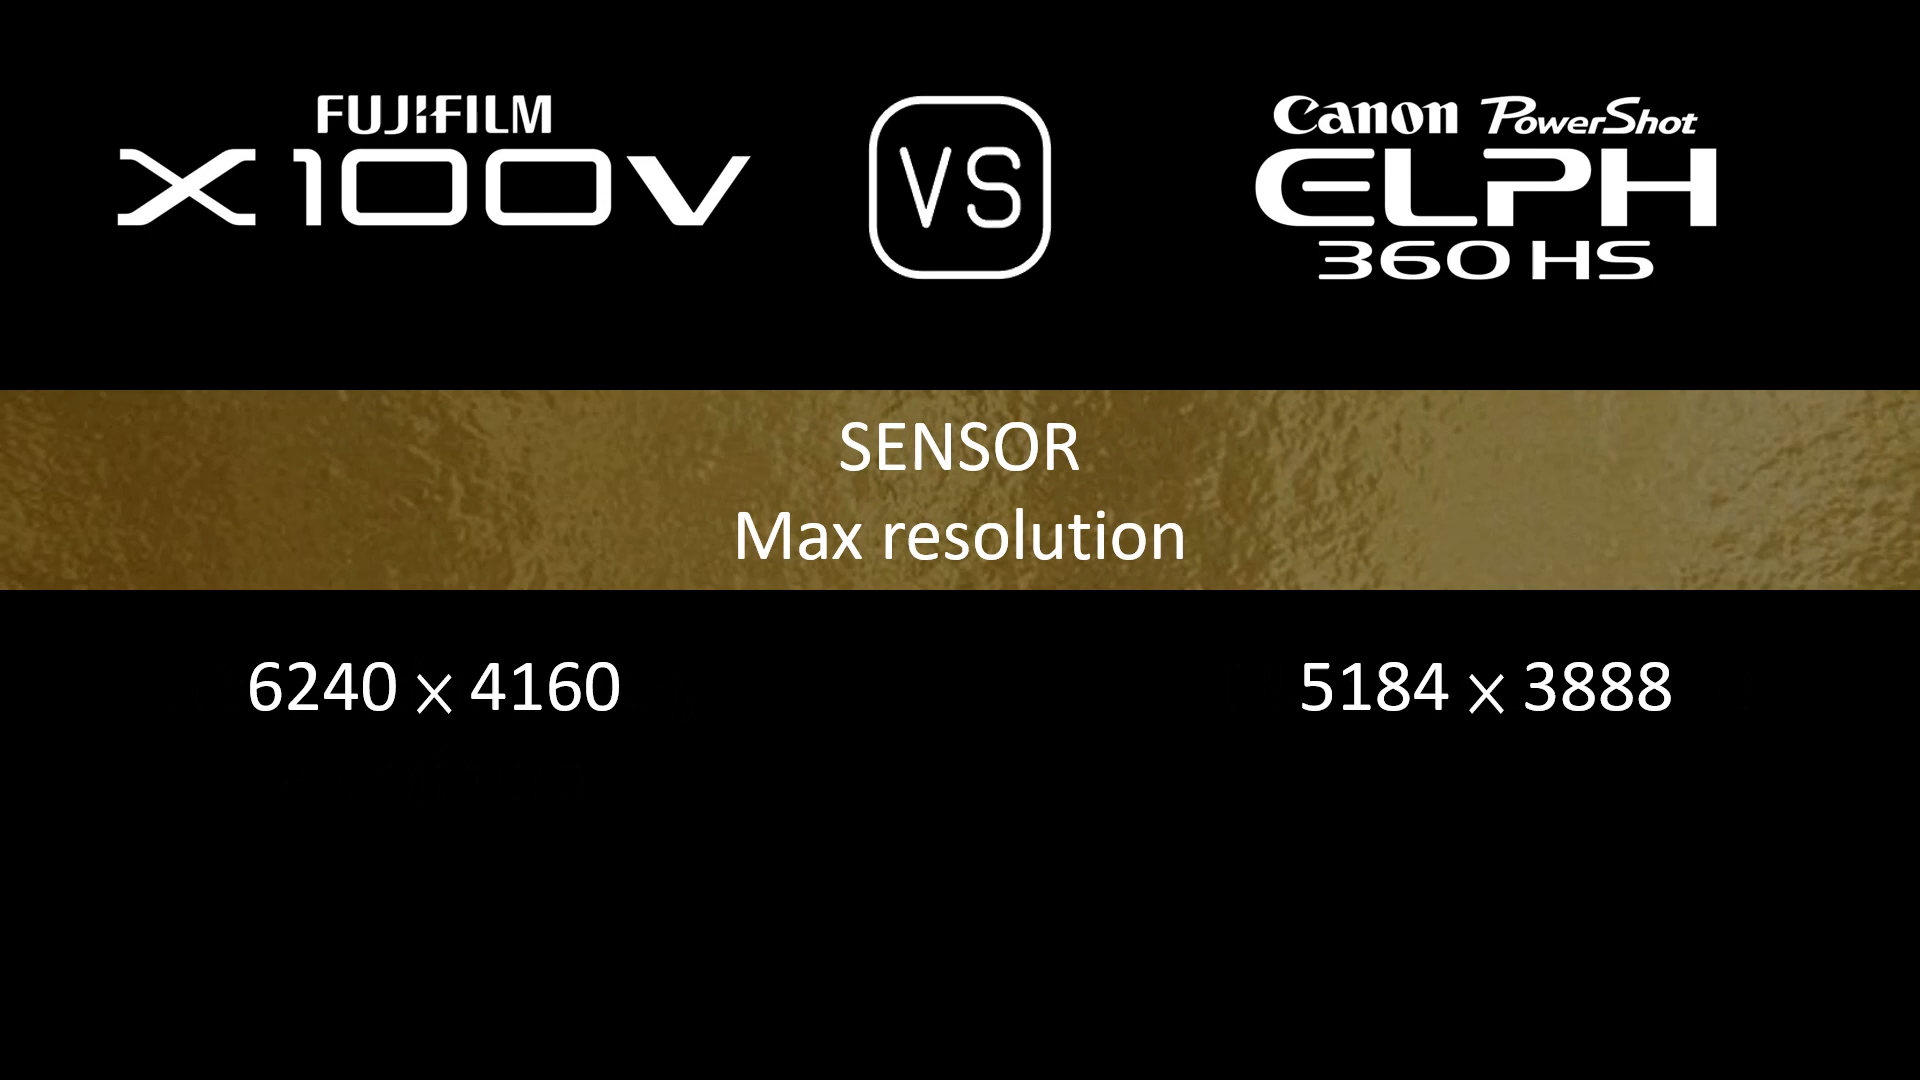 FUJIFILM
X100V
VS
Canon PowerShot
ELPH
360 HS
SENSOR
Max resolution
6240 x 4160
5184 x 3888